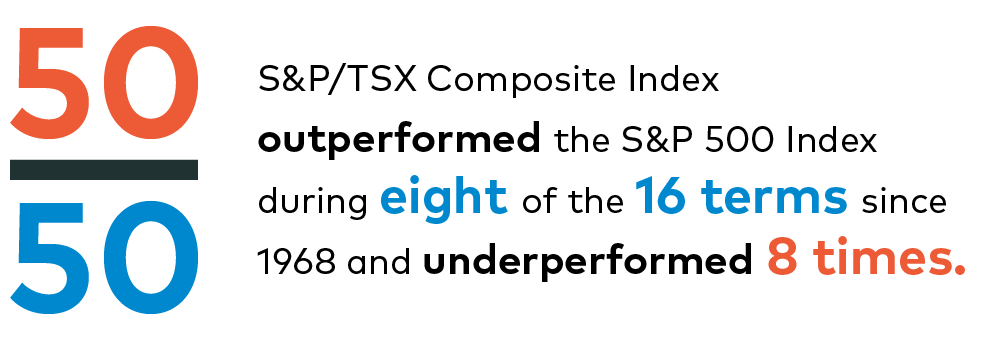 50
50
S&P/TSX Composite Index
outperformed the S&P 500 Index
during eight of the 16 terms since
1968 and underperformed 8 times.